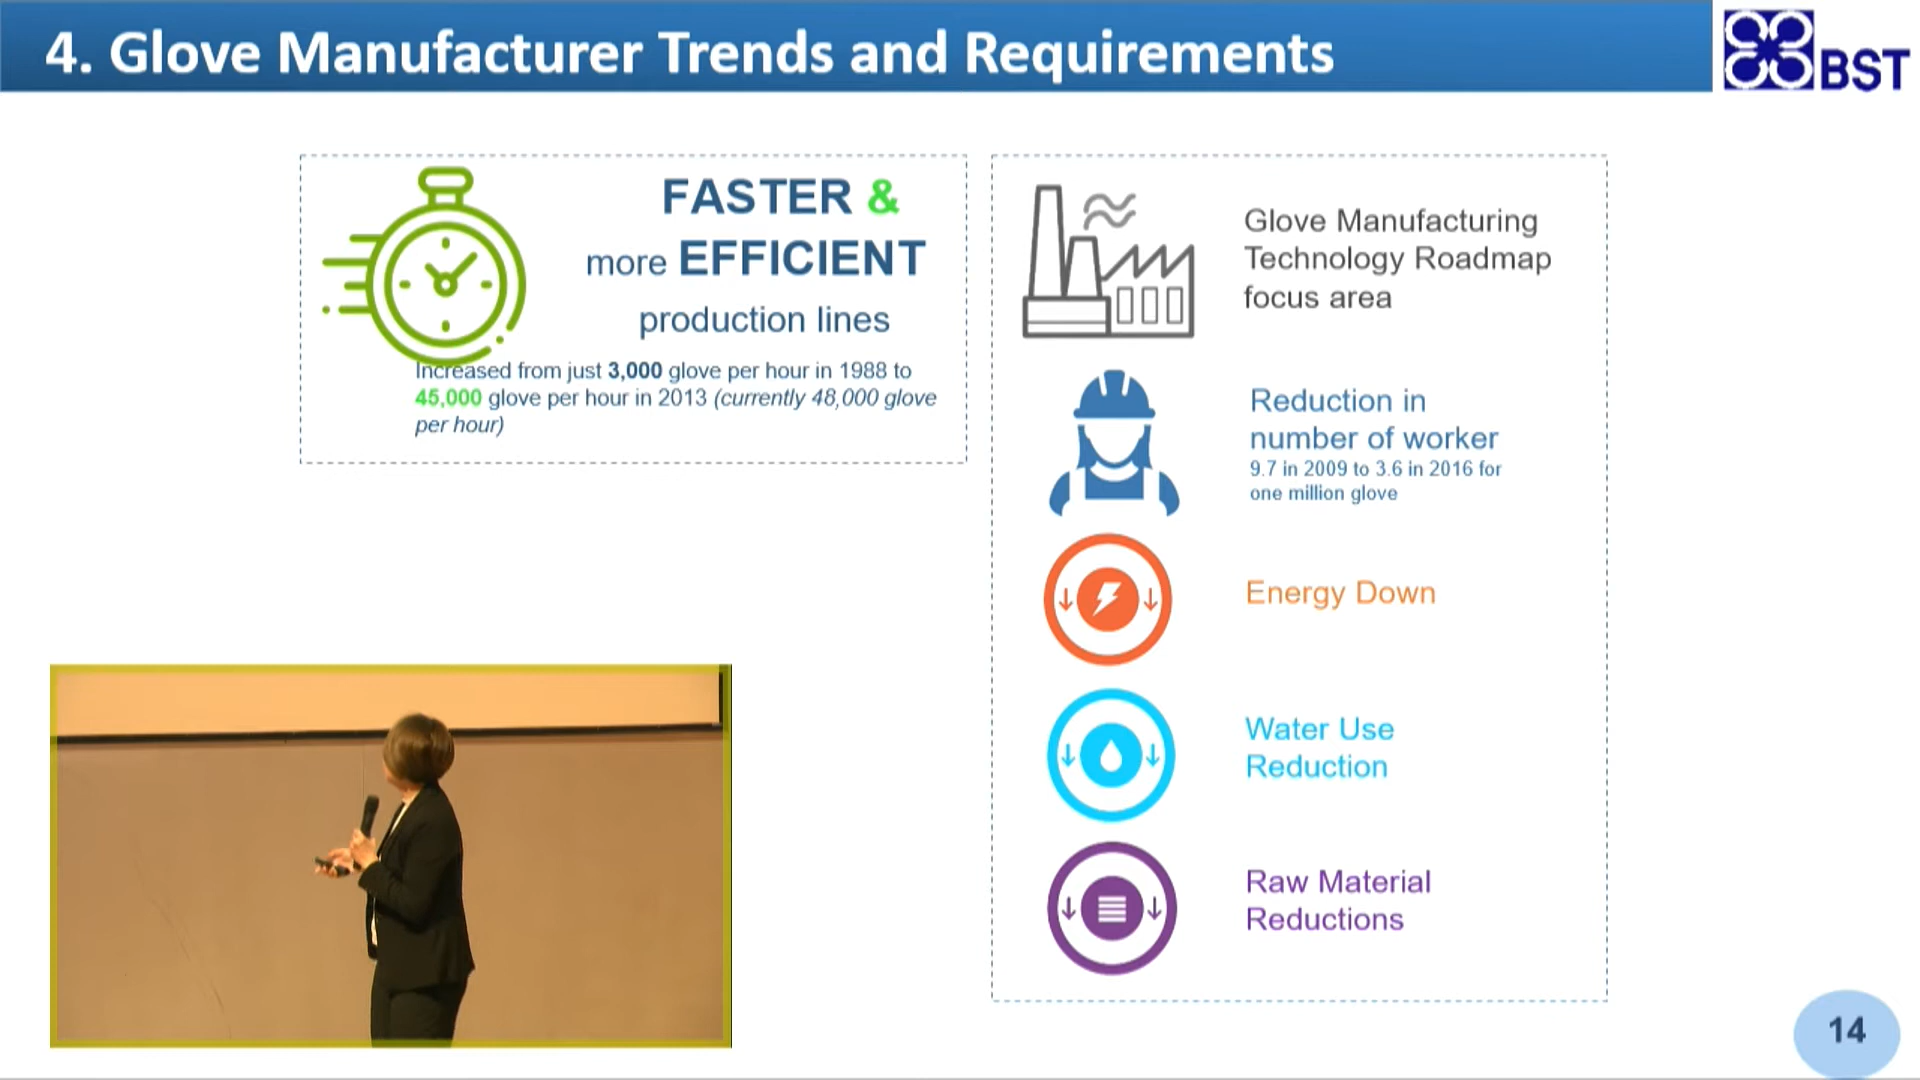 4. Glove Manufacturer Trends and Requirements
BST
FASTER &
more EFFICIENT
production lines
Increased from just 3,000 glove per hour in 1988 to
45,000 glove per hour in 2013 (currently 48,000 glove
per hour)
Glove Manufacturing
Technology Roadmap
focus area
Reduction in
number of worker
9.7 in 2009 to 3.6 in 2016 for
one million glove
Energy Down
Water Use
Reduction
Raw Material
Reductions
14